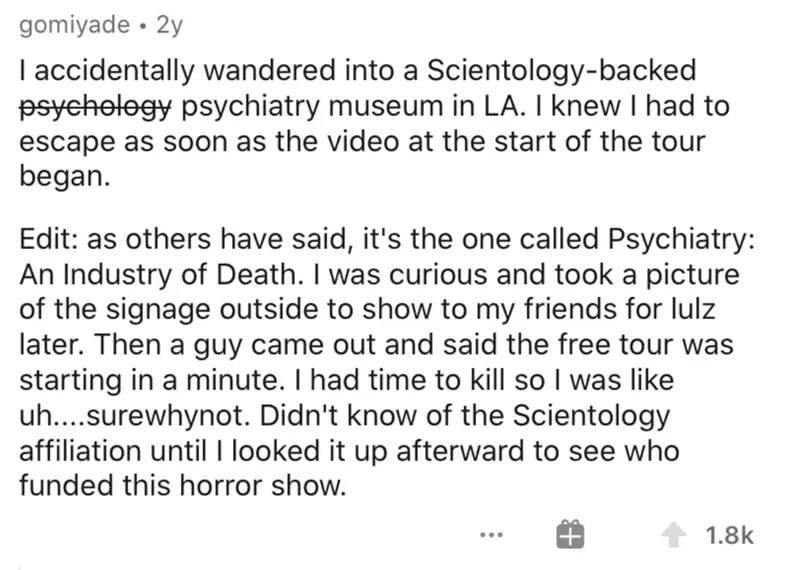 gomiyade • 2y
I accidentally wandered into a Scientology-backed
psychology psychiatry museum in LA. I knew I had to
escape as soon as the video at the start of the tour
began.
Edit: as others have said, it's the one called Psychiatry:
An Industry of Death. I was curious and took a picture
of the signage outside to show to my friends for lulz
later. Then a guy came out and said the free tour was
starting in a minute. I had time to kill so I was like
uh....surewhynot. Didn't know of the Scientology
affiliation until I looked it up afterward to see who
funded this horror show.
... 1.8k